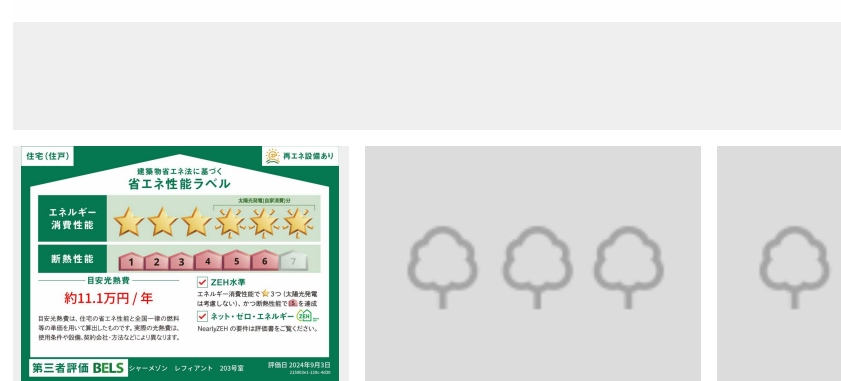 住宅(住戸)
再エネ設備あり
建築物省エネ法に基づく
省エネ性能ラベル
太陽光発電(自家消費)分
エネルギー
消費性能
断熱性能
1 2 3 4 5 6 7
目安光熱費
約11.1万円 / 年
目安光熱費は、住宅の省エネ性能と全国一律の燃料
等の単価を用いて算出したものです。実際の光熱費は、
使用条件や設備、契約会社・方法などにより異なります。
ZEH水準
エネルギー消費性能で 3つ (太陽光発電
は考慮しない)、かつ断熱性能で 5 を達成
ネット・ゼロ・エネルギー ZEH
NearlyZEH の要件は評価書をご覧ください。
第三者評価 BELS シャーメゾン レフィアント 203号室
評価日 2024年9月3日